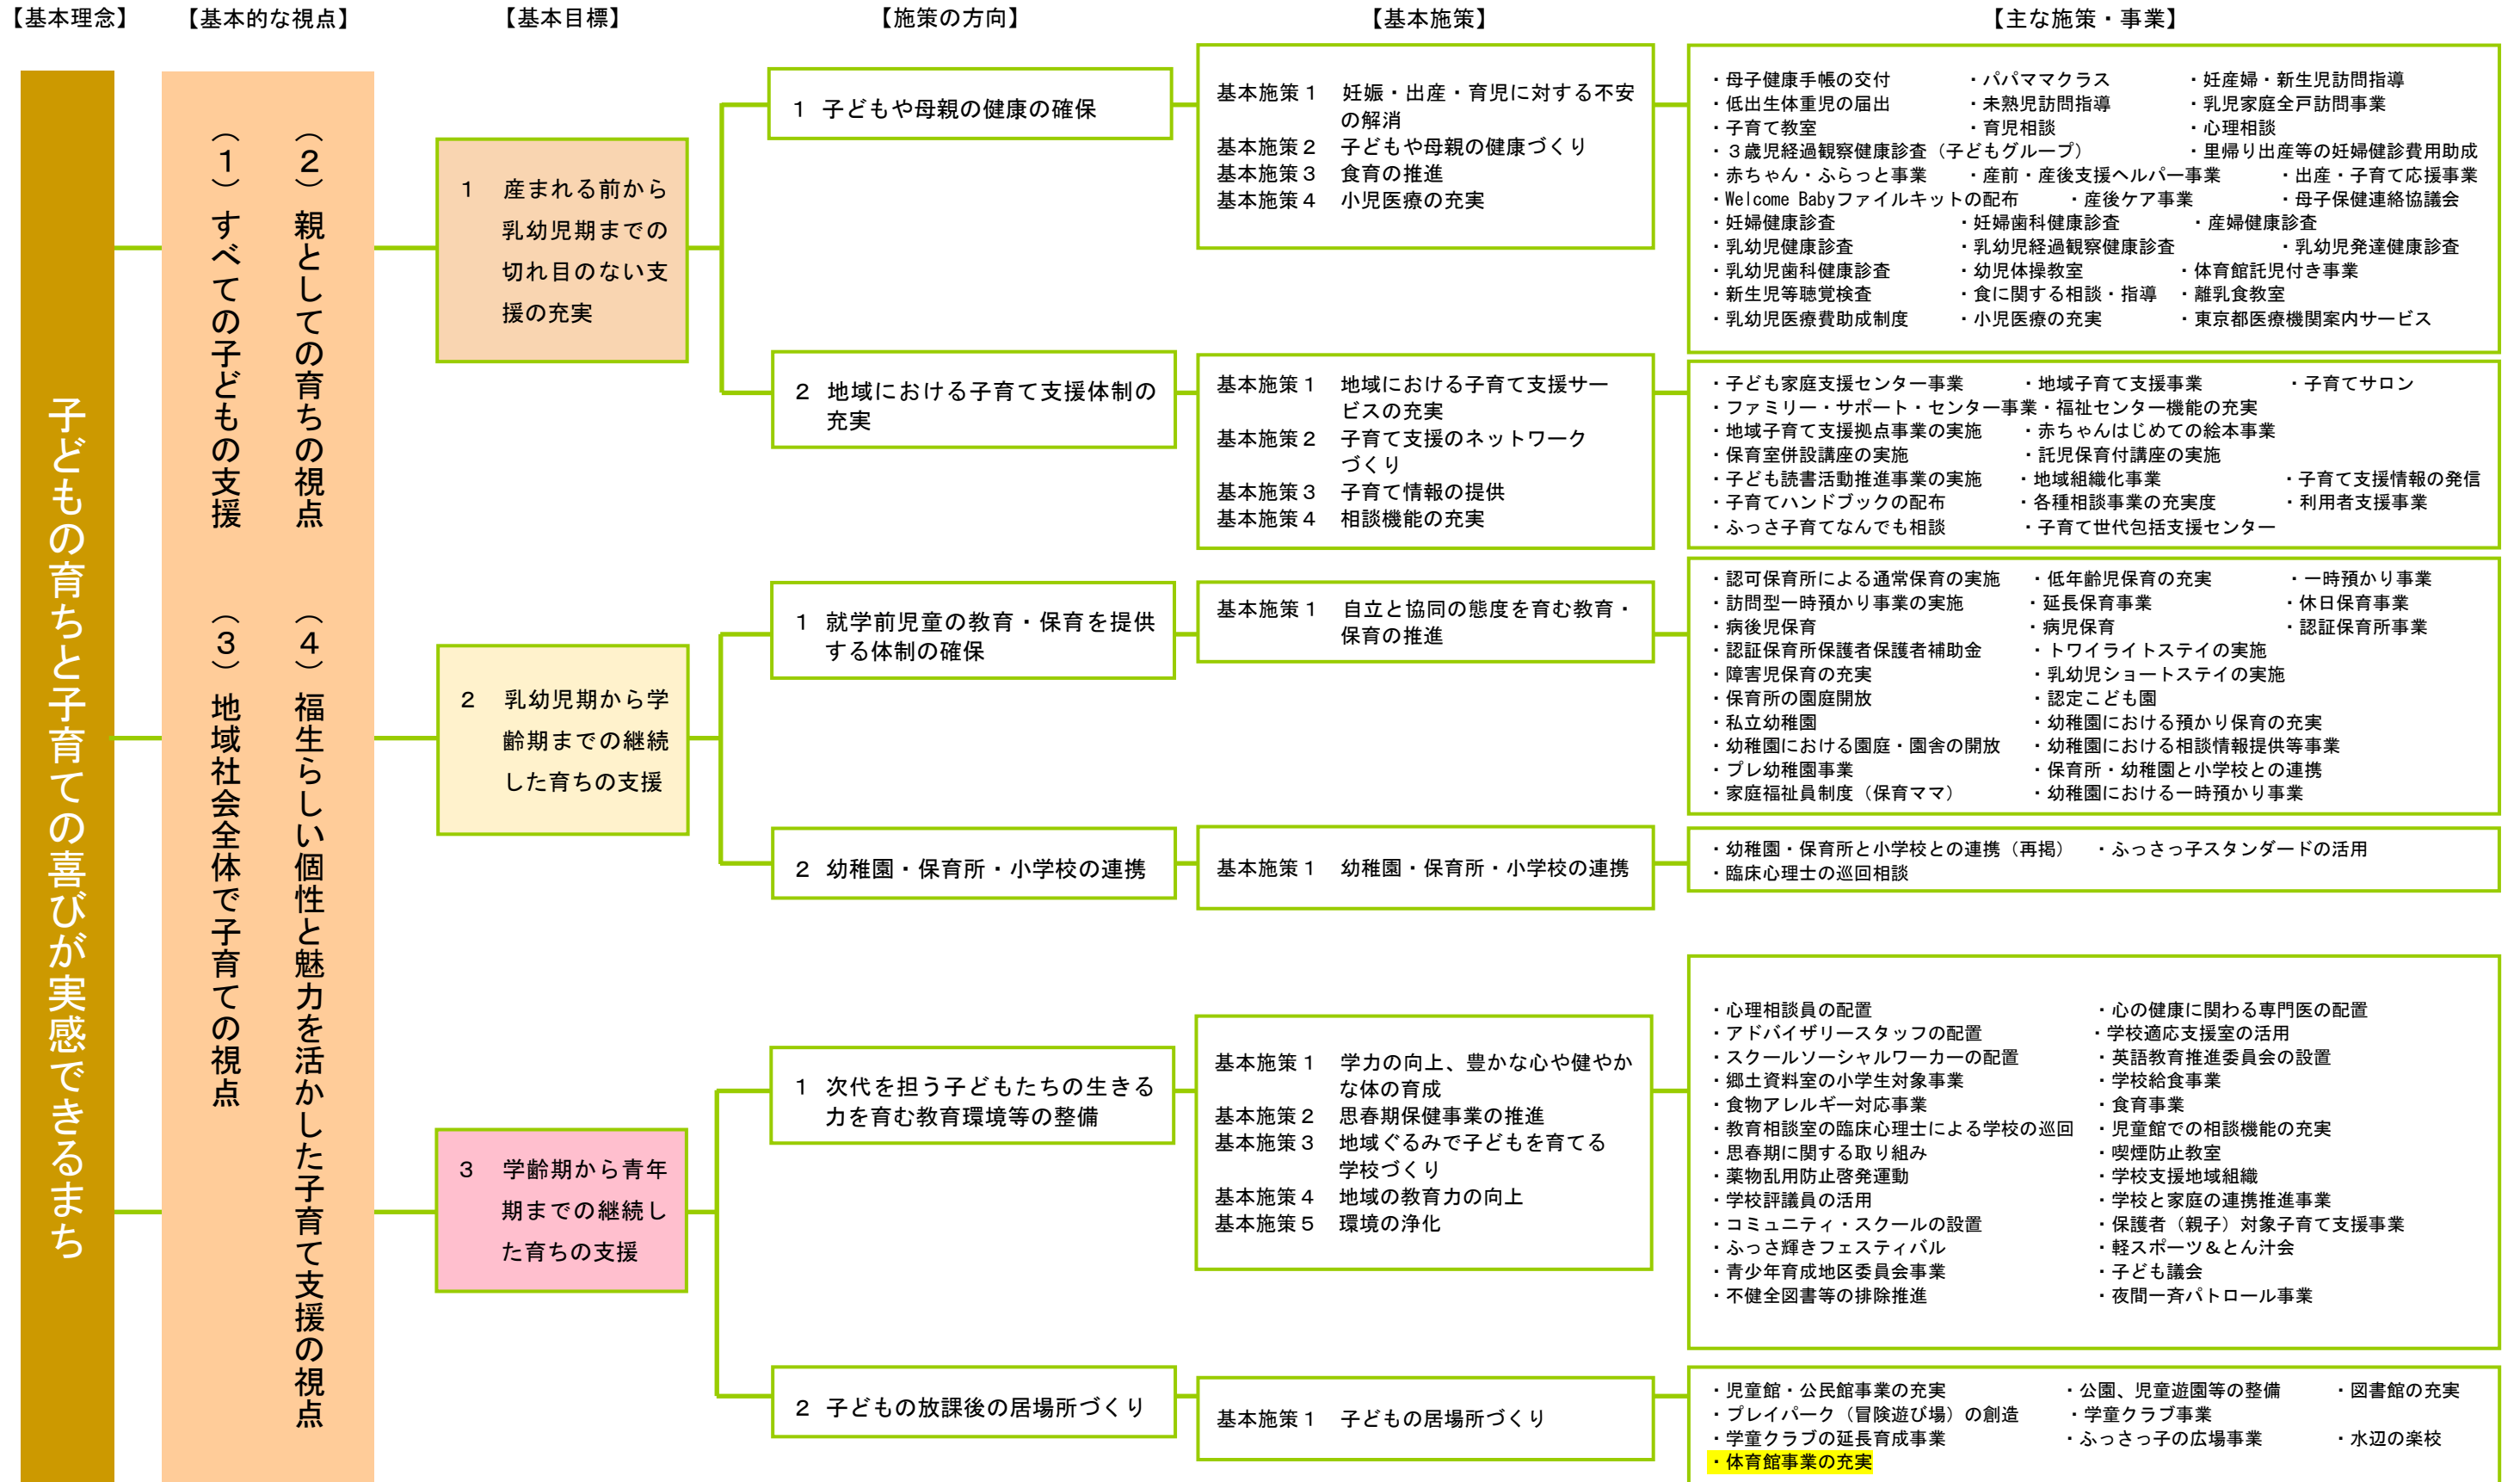 【基本理念】 【基本的な視点】 【基本目標】 【施策の方向】 【基本施策】 【主な施策・事業】
子どもの育ちと子育ての喜びが実感できるまち
（１）すべての子どもの支援
（２）親としての育ちの視点
（３）地域社会全体で子育ての視点
（４）福生らしい個性と魅力を活かした子育て支援の視点
１ 産まれる前から
乳幼児期までの
切れ目のない支
援の充実
１ 子どもや母親の健康の確保
基本施策１ 妊娠・出産・育児に対する不安
の解消
基本施策２ 子どもや母親の健康づくり
基本施策３ 食育の推進
基本施策４ 小児医療の充実
・母子健康手帳の交付 ・パパママクラス ・妊産婦・新生児訪問指導
・低出生体重児の届出 ・未熟児訪問指導 ・乳児家庭全戸訪問事業
・子育て教室 ・育児相談 ・心理相談
・３歳児経過観察健康診査（子どもグループ） ・里帰り出産等の妊婦健診費用助成
・赤ちゃん・ふらっと事業 ・産前・産後支援ヘルパー事業 ・出産・子育て応援事業
・Welcome Babyファイルキットの配布 ・産後ケア事業 ・母子保健連絡協議会
・妊婦健康診査 ・妊婦歯科健康診査 ・産婦健康診査
・乳幼児健康診査 ・乳幼児経過観察健康診査 ・乳幼児発達健康診査
・乳幼児歯科健康診査 ・幼児体操教室 ・体育館託児付き事業
・新生児等聴覚検査 ・食に関する相談・指導 ・離乳食教室
・乳幼児医療費助成制度 ・小児医療の充実 ・東京都医療機関案内サービス
２ 地域における子育て支援体制の
充実
基本施策１ 地域における子育て支援サー
ビスの充実
基本施策２ 子育て支援のネットワーク
づくり
基本施策３ 子育て情報の提供
基本施策４ 相談機能の充実
・子ども家庭支援センター事業 ・地域子育て支援事業 ・子育てサロン
・ファミリー・サポート・センター事業・福祉センター機能の充実
・地域子育て支援拠点事業の実施 ・赤ちゃんはじめての絵本事業
・保育室併設講座の実施 ・託児保育付講座の実施
・子ども読書活動推進事業の実施 ・地域組織化事業 ・子育て支援情報の発信
・子育てハンドブックの配布 ・各種相談事業の充実度 ・利用者支援事業
・ふっさ子育てなんでも相談 ・子育て世代包括支援センター
２ 乳幼児期から学
齢期までの継続
した育ちの支援
１ 就学前児童の教育・保育を提供
する体制の確保
基本施策１ 自立と協同の態度を育む教育・
保育の推進
・認可保育所による通常保育の実施 ・低年齢児保育の充実 ・一時預かり事業
・訪問型一時預かり事業の実施 ・延長保育事業 ・休日保育事業
・病後児保育 ・病児保育 ・認証保育所事業
・認証保育所保護者保護者補助金 ・トワイライトステイの実施
・障害児保育の充実 ・乳幼児ショートステイの実施
・保育所の園庭開放 ・認定こども園
・私立幼稚園 ・幼稚園における預かり保育の充実
・幼稚園における園庭・園舎の開放 ・幼稚園における相談情報提供等事業
・プレ幼稚園事業 ・保育所・幼稚園と小学校との連携
・家庭福祉員制度（保育ママ） ・幼稚園における一時預かり事業
２ 幼稚園・保育所・小学校の連携
基本施策１ 幼稚園・保育所・小学校の連携
・幼稚園・保育所と小学校との連携（再掲） ・ふっさっ子スタンダードの活用
・臨床心理士の巡回相談
３ 学齢期から青年
期までの継続し
た育ちの支援
１ 次代を担う子どもたちの生きる
力を育む教育環境等の整備
基本施策１ 学力の向上、豊かな心や健やか
な体の育成
基本施策２ 思春期保健事業の推進
基本施策３ 地域ぐるみで子どもを育てる
学校づくり
基本施策４ 地域の教育力の向上
基本施策５ 環境の浄化
・心理相談員の配置 ・心の健康に関わる専門医の配置
・アドバイザリースタッフの配置 ・学校適応支援室の活用
・スクールソーシャルワーカーの配置 ・英語教育推進委員会の設置
・郷土資料室の小学生対象事業 ・学校給食事業
・食物アレルギー対応事業 ・食育事業
・教育相談室の臨床心理士による学校の巡回 ・児童館での相談機能の充実
・思春期に関する取り組み ・喫煙防止教室
・薬物乱用防止啓発運動 ・学校支援地域組織
・学校評議員の活用 ・学校と家庭の連携推進事業
・コミュニティ・スクールの設置 ・保護者（親子）対象子育て支援事業
・ふっさ輝きフェスティバル ・軽スポーツ＆とん汁会
・青少年育成地区委員会事業 ・子ども議会
・不健全図書等の排除推進 ・夜間一斉パトロール事業
２ 子どもの放課後の居場所づくり
基本施策１ 子どもの居場所づくり
・児童館・公民館事業の充実 ・公園、児童遊園等の整備 ・図書館の充実
・プレイパーク（冒険遊び場）の創造 ・学童クラブ事業
・学童クラブの延長育成事業 ・ふっさっ子の広場事業 ・水辺の楽校
・体育館事業の充実